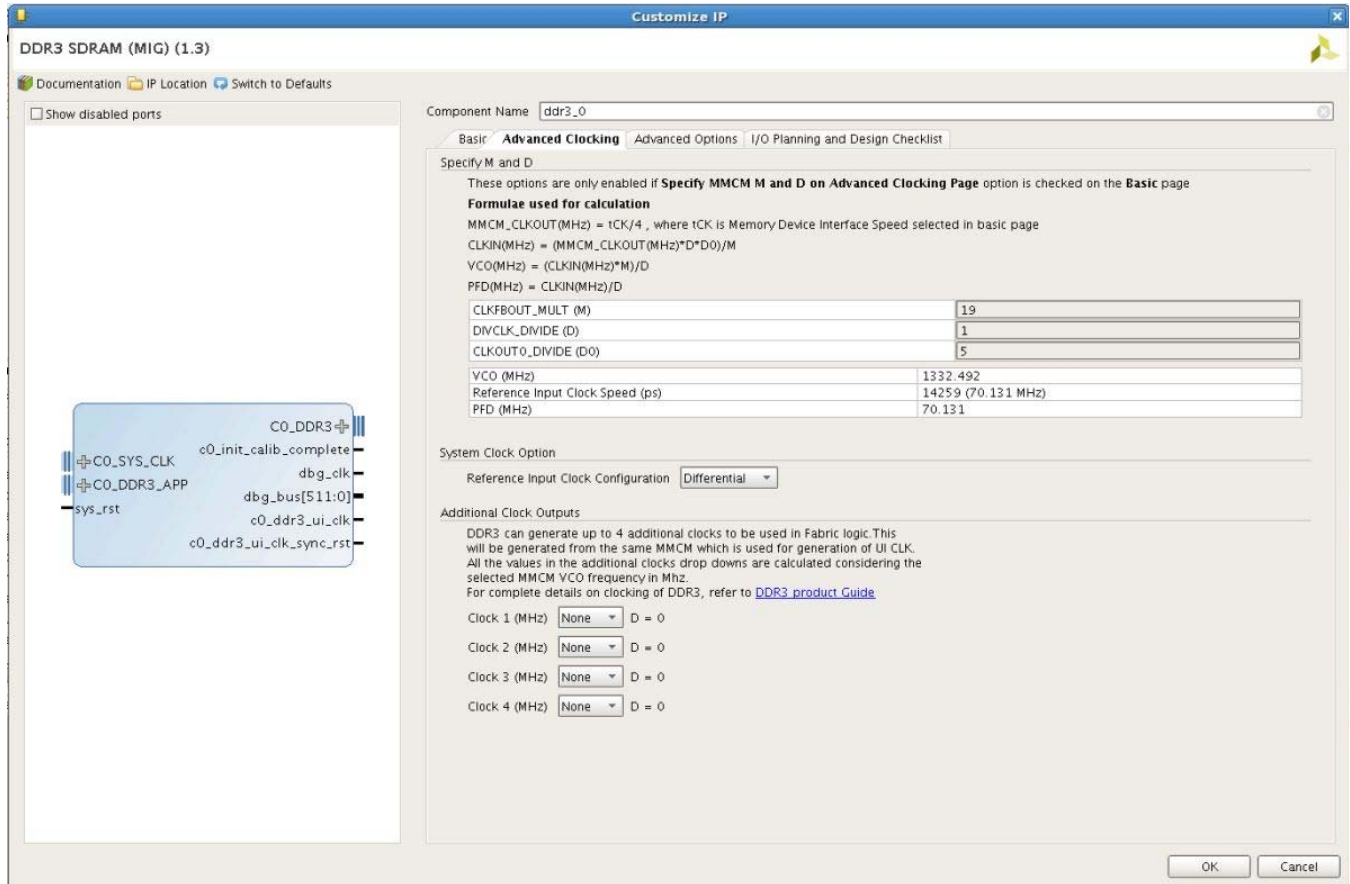 Customize IP
DDR3 SDRAM (MIG) (1.3)
Documentation IP Location Switch to Defaults
Show disabled ports
C0_SYS_CLK
C0_DDR3_APP
sys_rst
C0_DDR3
c0_init_calib_complete
dbg_clk
dbg_bus[511:0]
c0_ddr3_ui_clk
c0_ddr3_ui_clk_sync_rst
Component Name ddr3_0
Basic Advanced Clocking Advanced Options I/O Planning and Design Checklist
Specify M and D
These options are only enabled if Specify MMCM M and D on Advanced Clocking Page option is checked on the Basic page
Formulae used for calculation
MMCM_CLKOUT(MHz) = tCK/4 , where tCK is Memory Device Interface Speed selected in basic page
CLKIN(MHz) = (MMCM_CLKOUT(MHz)*D*D0)/M
VCO(MHz) = (CLKIN(MHz)*M)/D
PFD(MHz) = CLKIN(MHz)/D
CLKFBOUT_MULT (M) 19
DIVCLK_DIVIDE (D) 1
CLKOUT0_DIVIDE (D0) 5
VCO (MHz) 1332.492
Reference Input Clock Speed (ps) 14259 (70.131 MHz)
PFD (MHz) 70.131
System Clock Option
Reference Input Clock Configuration Differential
Additional Clock Outputs
DDR3 can generate up to 4 additional clocks to be used in Fabric logic.This
will be generated from the same MMCM which is used for generation of UI CLK.
All the values in the additional clocks drop downs are calculated considering the
selected MMCM VCO frequency in Mhz.
For complete details on clocking of DDR3, refer to DDR3 product Guide
Clock 1 (MHz) None D = 0
Clock 2 (MHz) None D = 0
Clock 3 (MHz) None D = 0
Clock 4 (MHz) None D = 0
OK Cancel